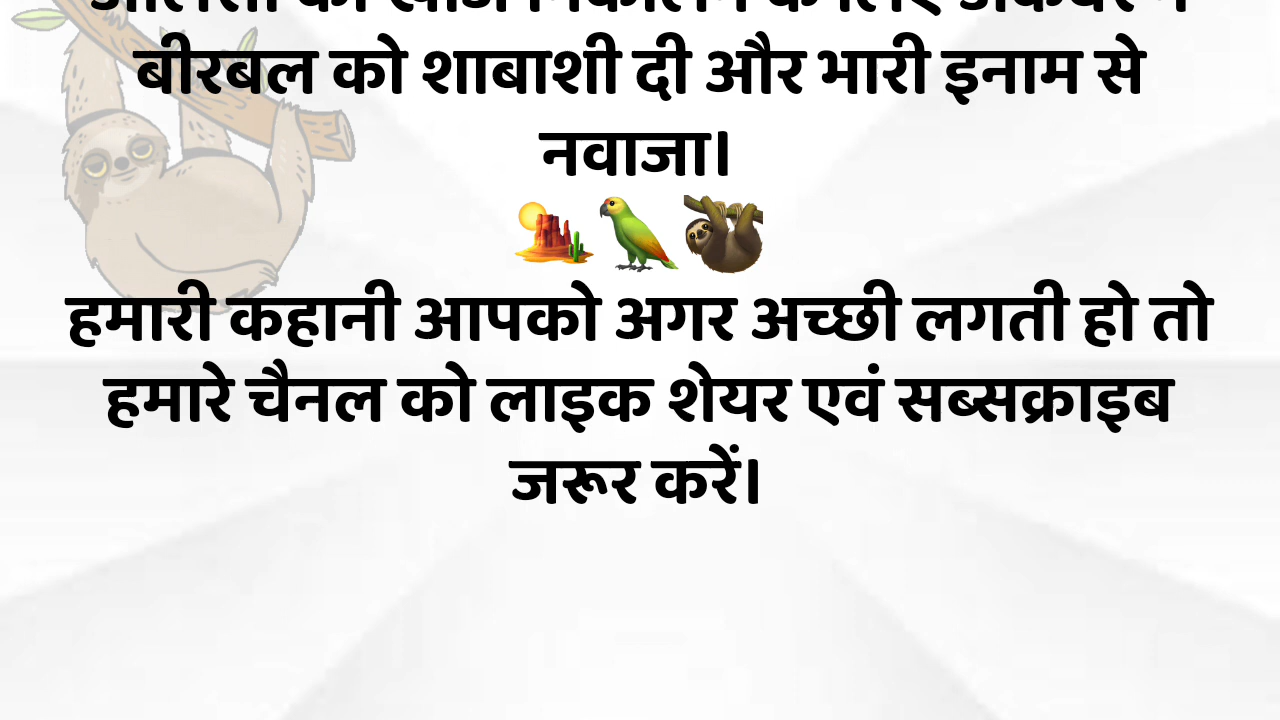 बीरबल को शाबाशी दी और भारी इनाम से
नवाजा।
हमारी कहानी आपको अगर अच्छी लगती हो तो
हमारे चैनल को लाइक शेयर एवं सब्सक्राइब
जरूर करें।